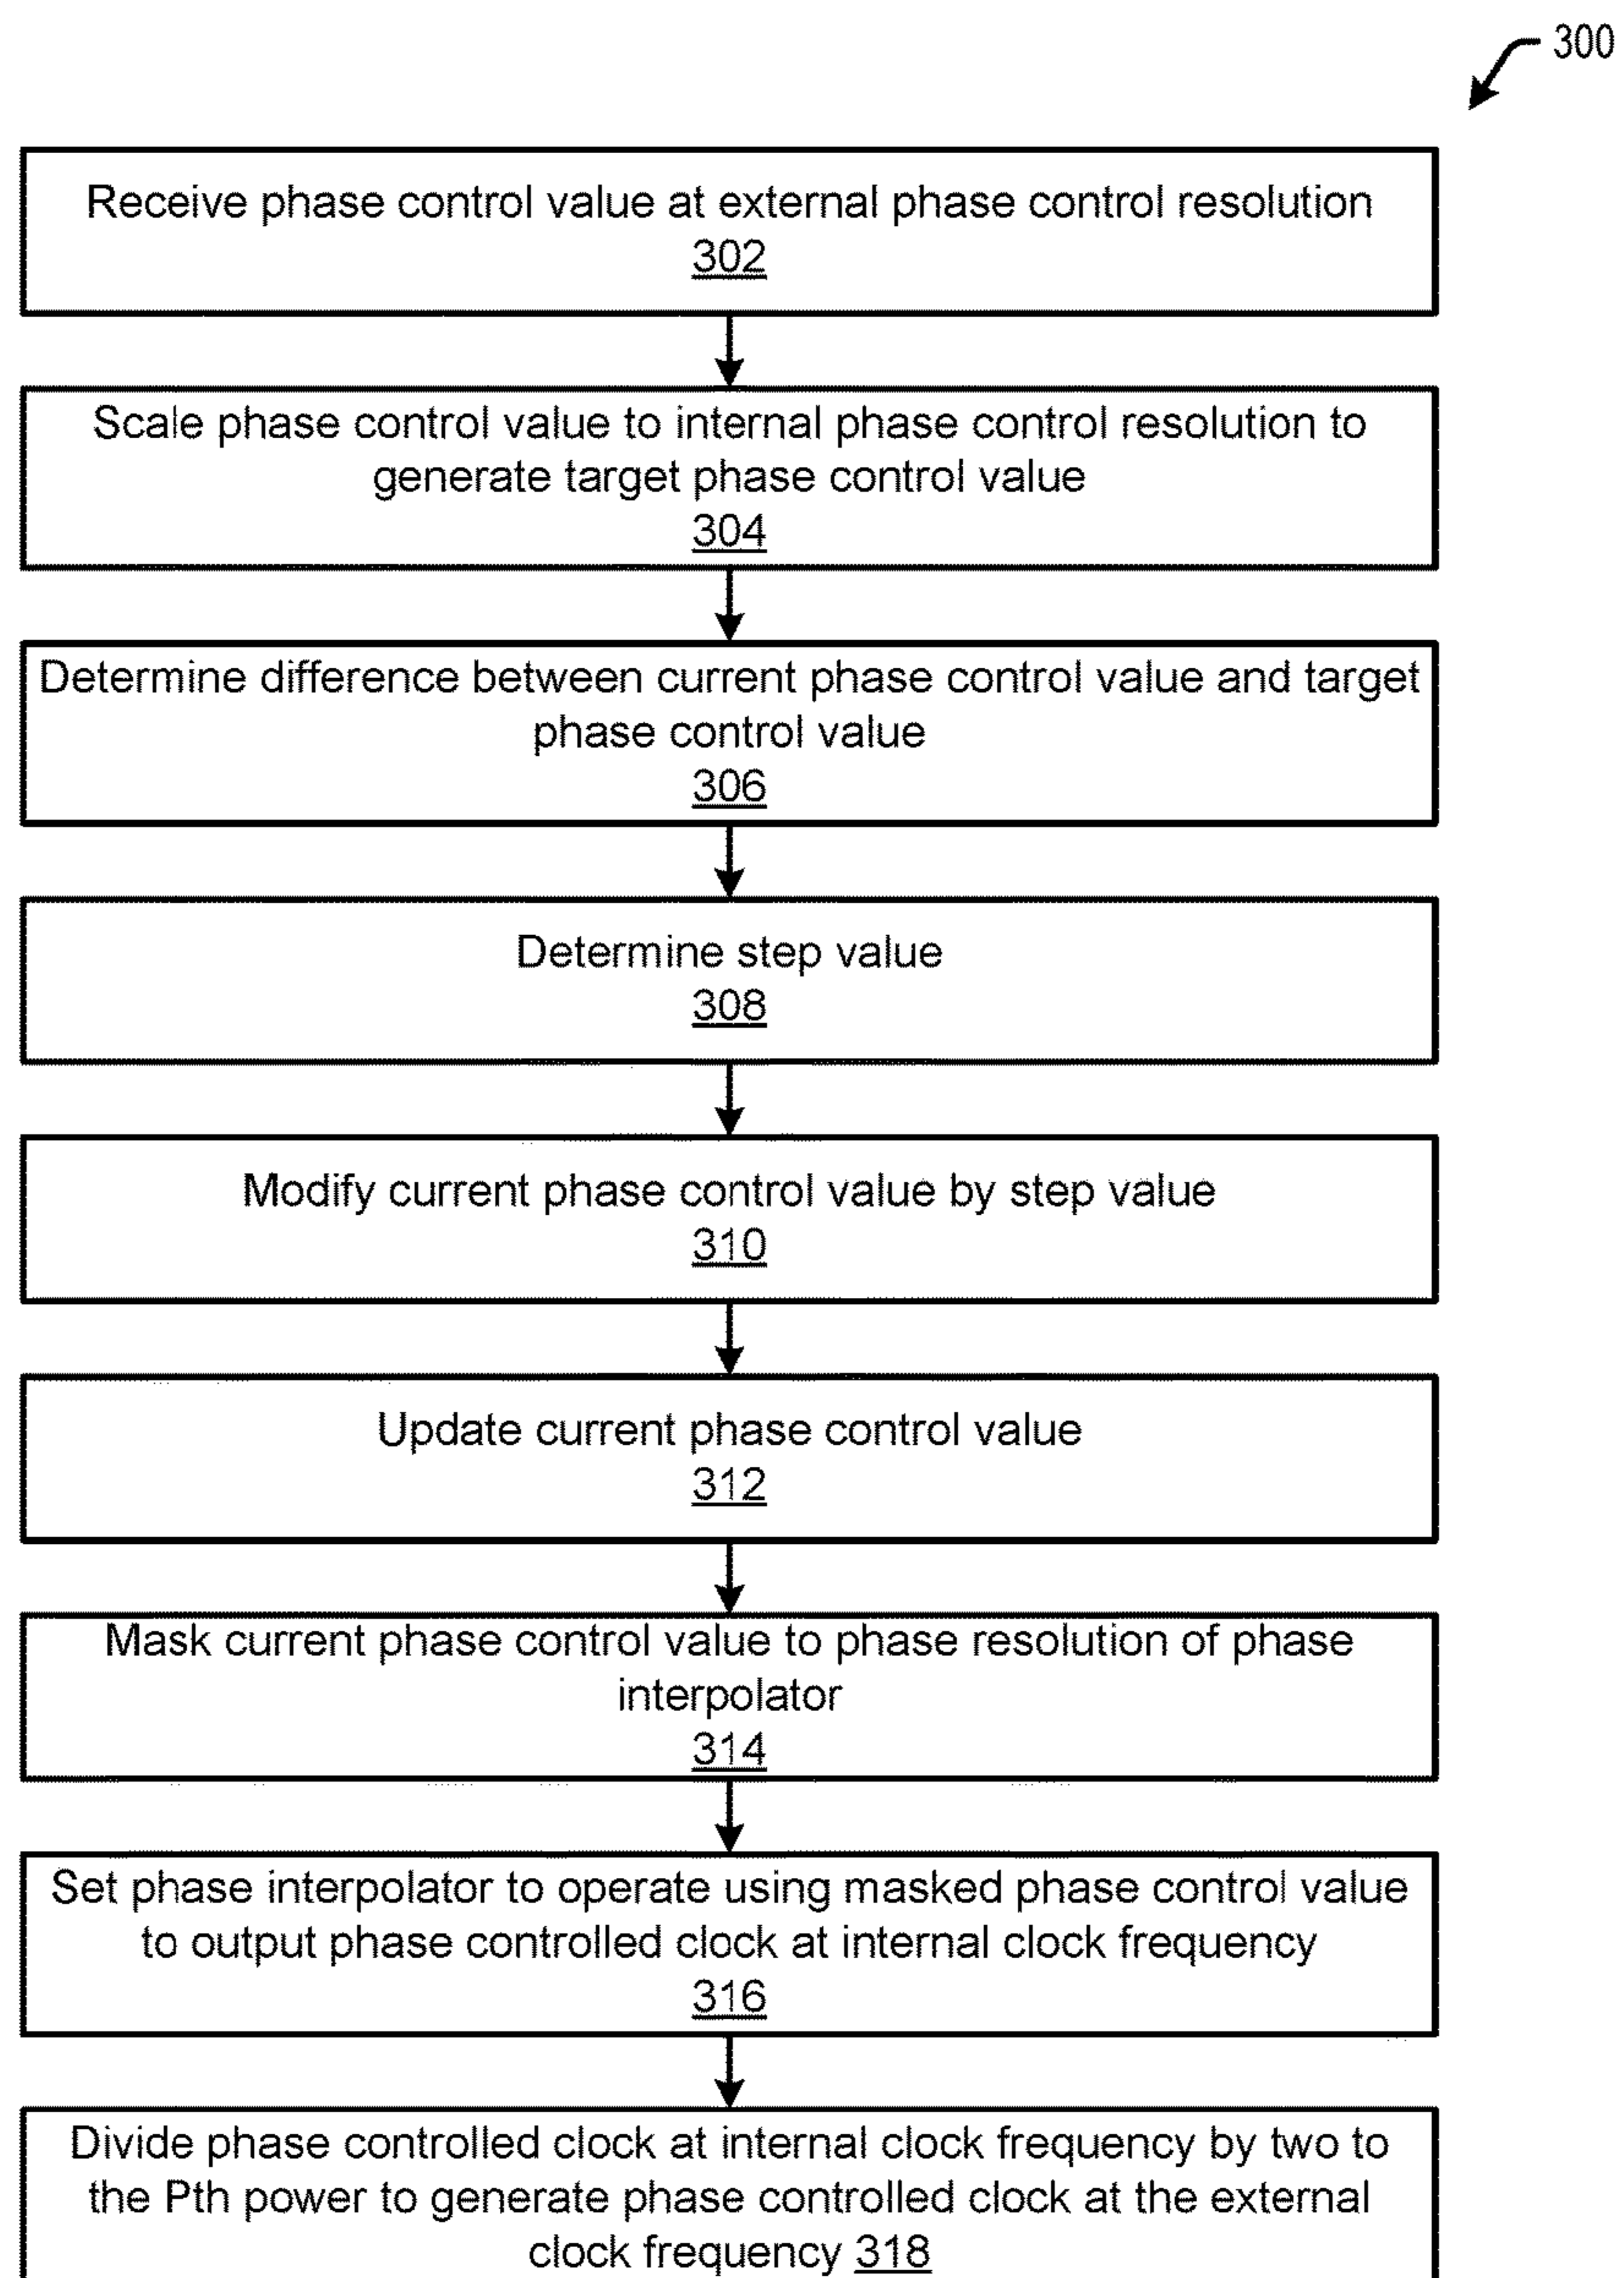 300
Receive phase control value at external phase control resolution
302
Scale phase control value to internal phase control resolution to
generate target phase control value
304
Determine difference between current phase control value and target
phase control value
306
Determine step value
308
Modify current phase control value by step value
310
Update current phase control value
312
Mask current phase control value to phase resolution of phase
interpolator
314
Set phase interpolator to operate using masked phase control value
to output phase controlled clock at internal clock frequency
316
Divide phase controlled clock at internal clock frequency by two to
the Pth power to generate phase controlled clock at the external
clock frequency 318